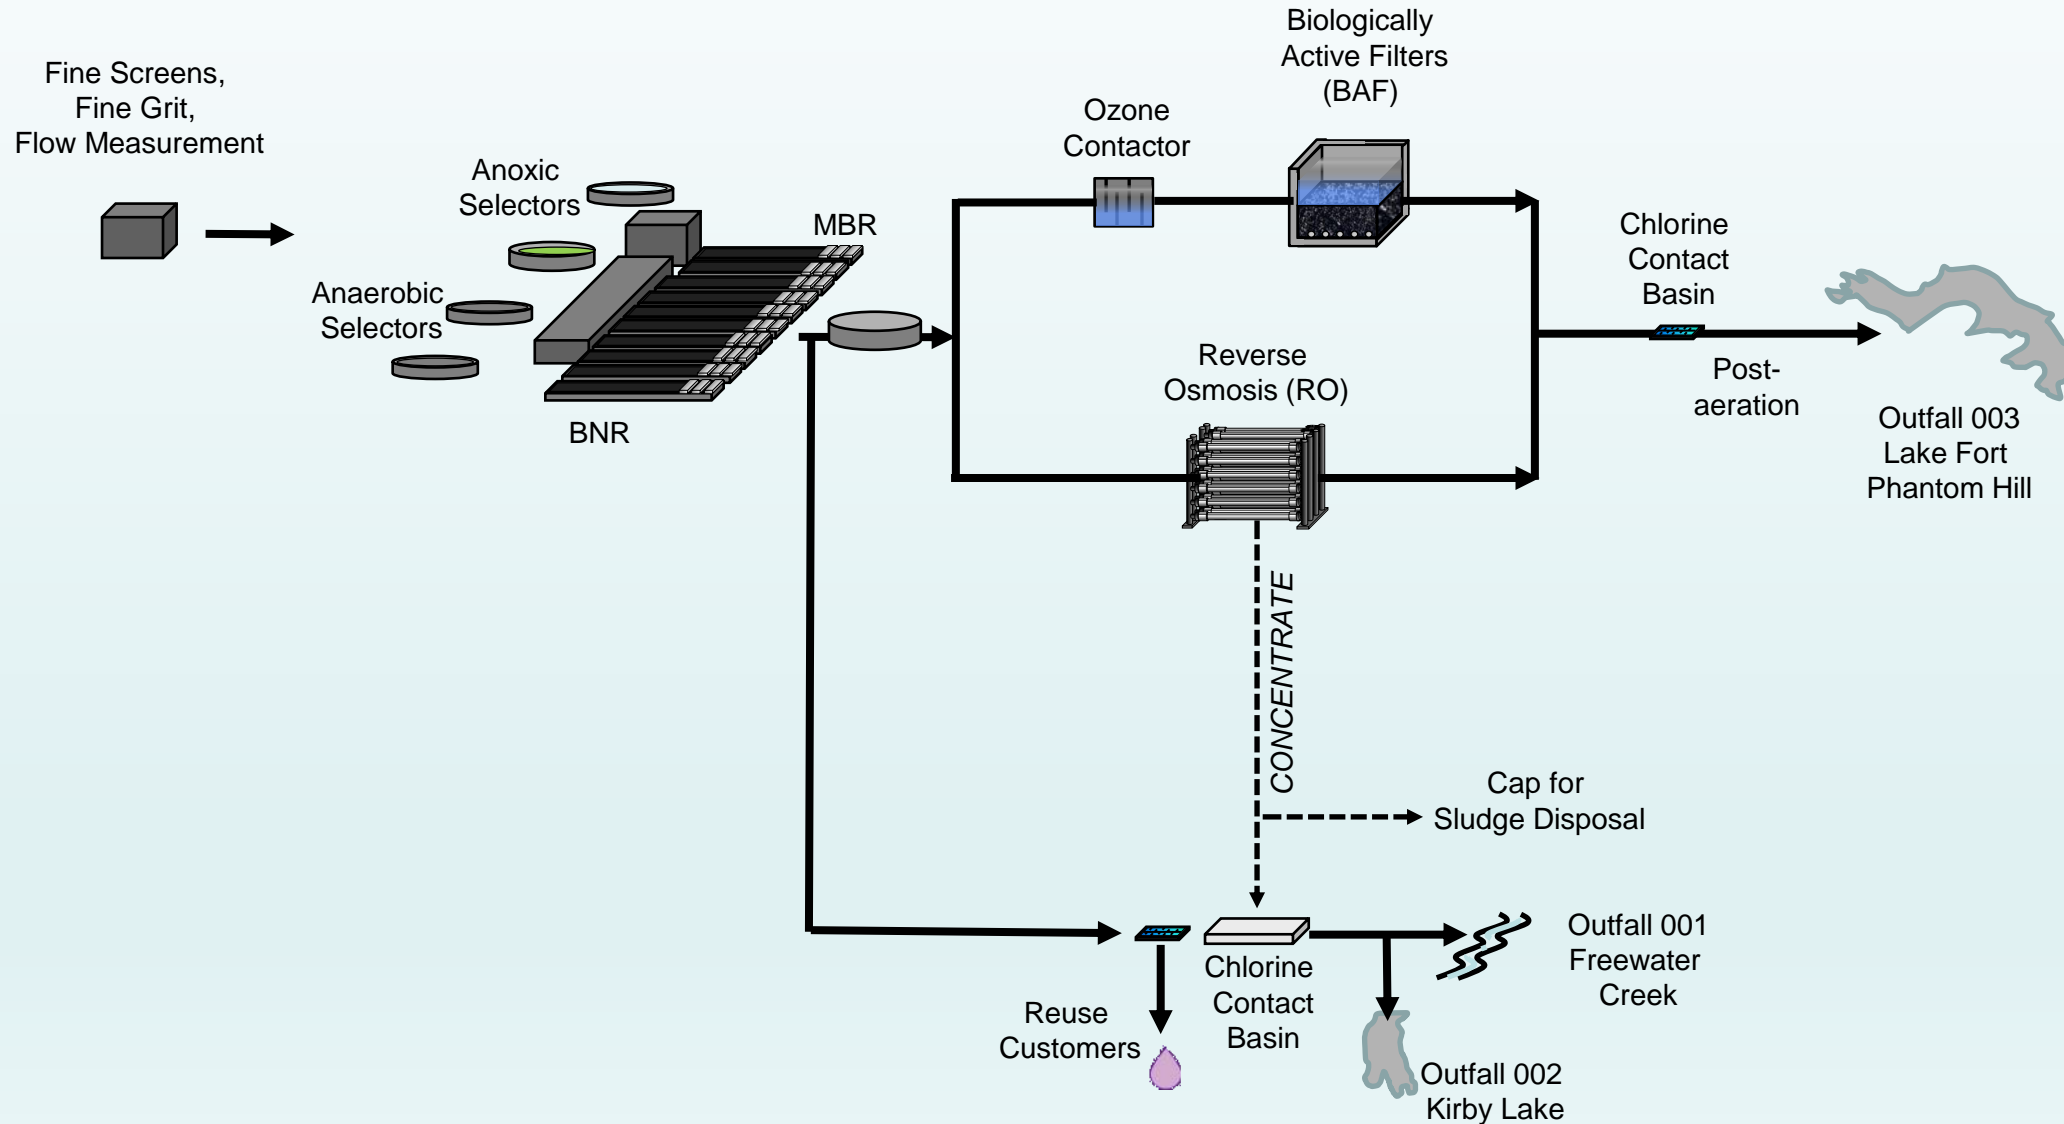 Fine Screens,
Fine Grit,
Flow Measurement
Anoxic
Selectors
Anaerobic
Selectors
MBR
BNR
Ozone
Contactor
Biologically
Active Filters
(BAF)
Reverse
Osmosis (RO)
Chlorine
Contact
Basin
Post-
aeration
Outfall 003
Lake Fort
Phantom Hill
CONCENTRATE
Cap for
Sludge Disposal
Reuse
Customers
Chlorine
Contact
Basin
Outfall 001
Freewater
Creek
Outfall 002
Kirby Lake